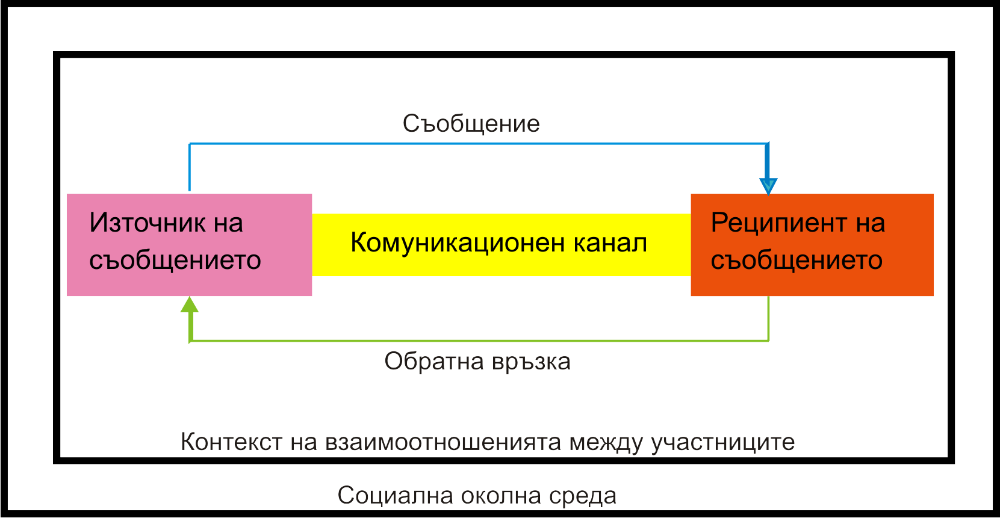 Съобщение
Източник на
съобщението
Комуникационен канал
Реципиент на
съобщението
Обратна връзка
Контекст на взаимоотношенията между участниците
Социална околна среда